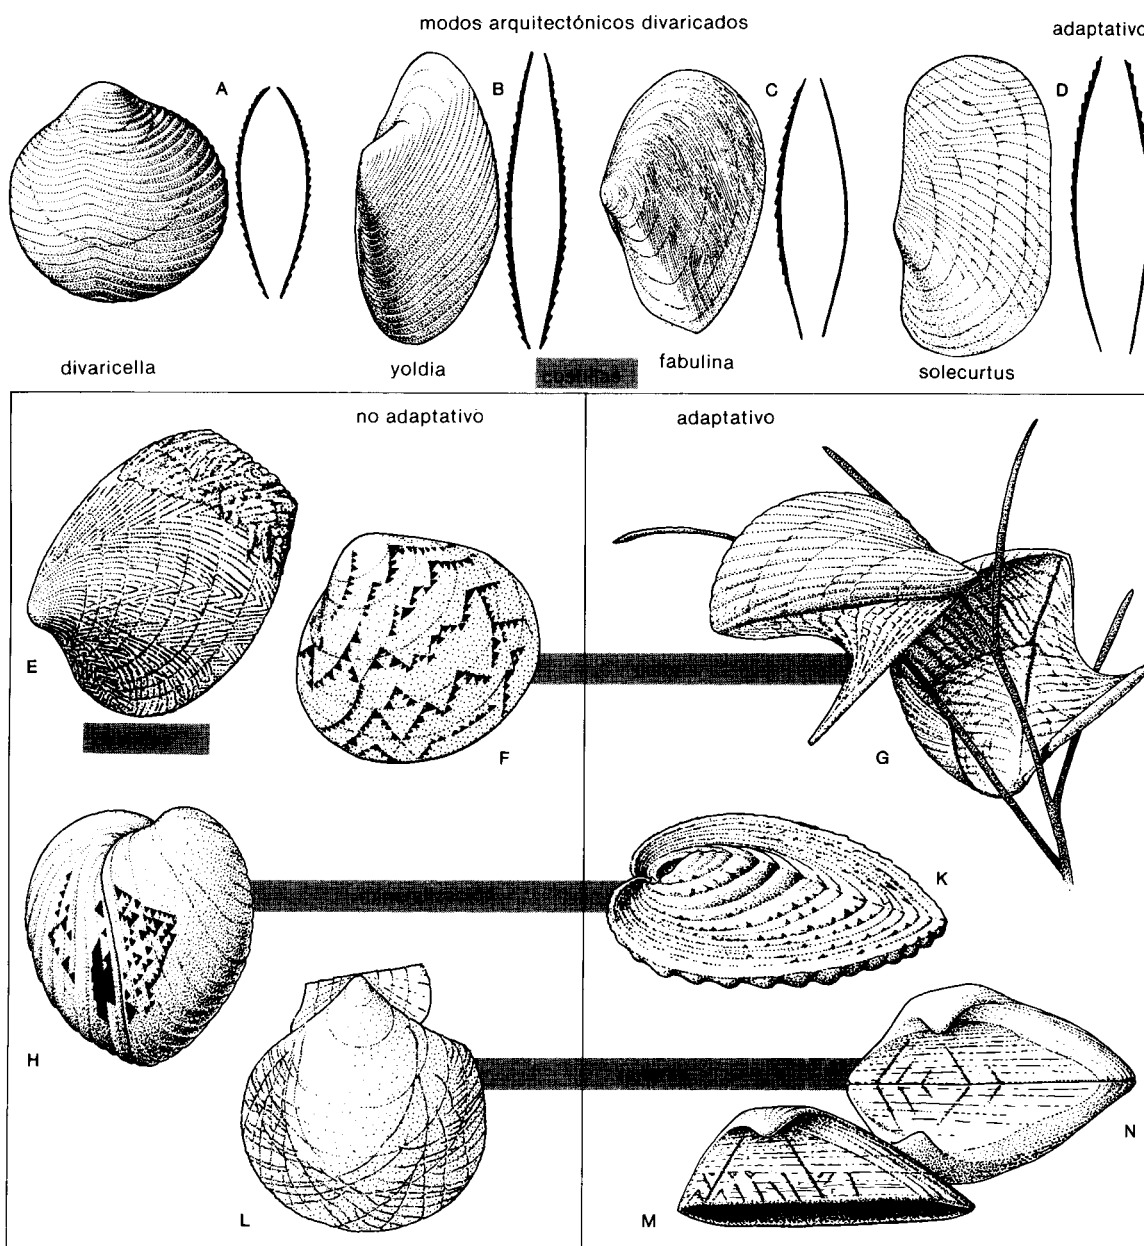 modos arquitectónicos divaricados
adaptativo
A
B
C
D
divaricella
yoldia
fabulina
solecurtus
no adaptativo
adaptativo
E
F
G
H
K
L
M
N